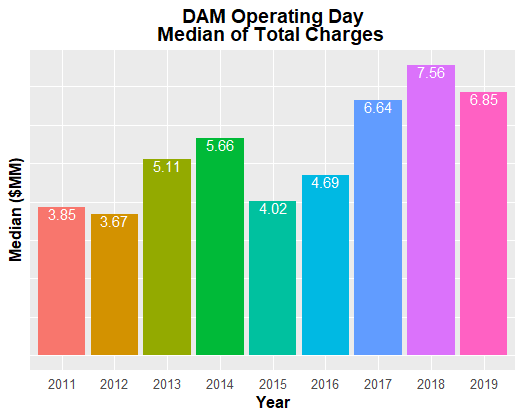 DAM Operating Day
Median of Total Charges
Median ($MM)
3.85
3.67
5.11
5.66
4.02
4.69
6.64
7.56
6.85
2011 2012 2013 2014 2015 2016 2017 2018 2019
Year